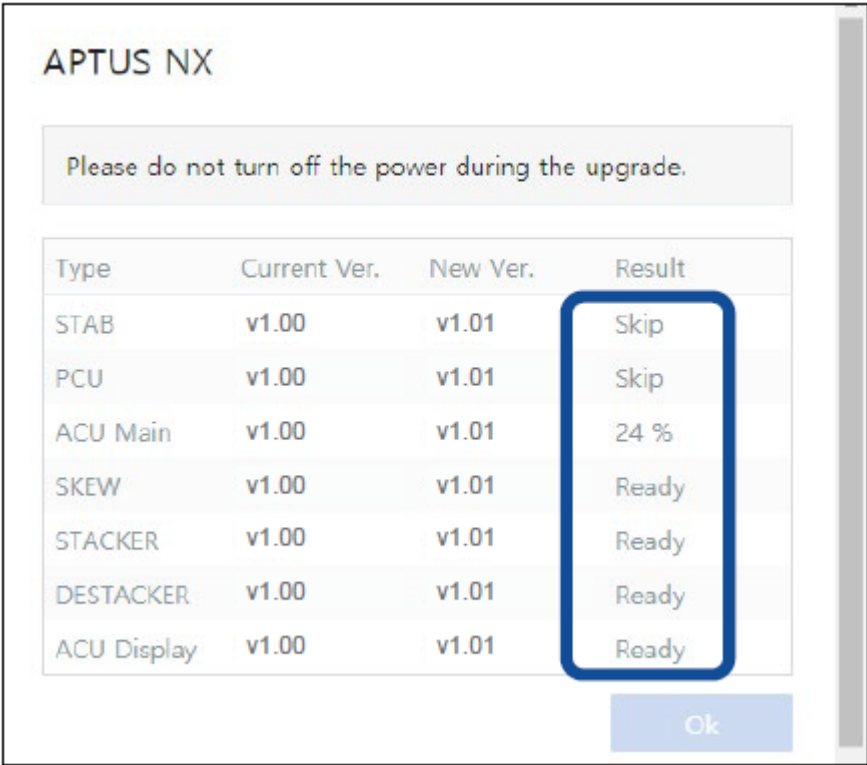 APTUS NX
Please do not turn off the power during the upgrade.
Type Current Ver. New Ver. Result
STAB v1.00 v1.01 Skip
PCU v1.00 v1.01 Skip
ACU Main v1.00 v1.01 24 %
SKEW v1.00 v1.01 Ready
STACKER v1.00 v1.01 Ready
DESTACKER v1.00 v1.01 Ready
ACU Display v1.00 v1.01 Ready
Ok